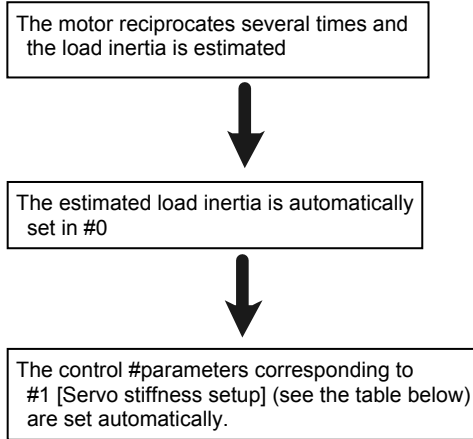 The motor reciprocates several times and
the load inertia is estimated
The estimated load inertia is automatically
set in #0
The control #parameters corresponding to
#1 [Servo stiffness setup] (see the table below)
are set automatically.